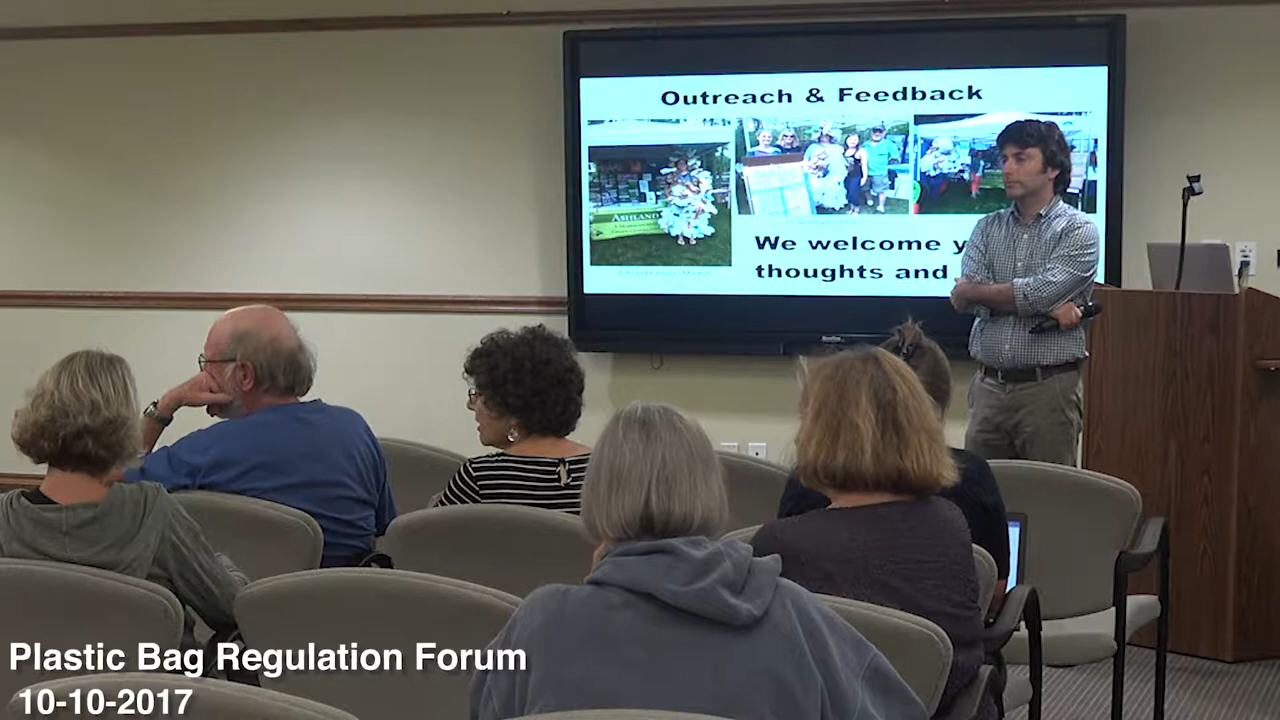 Outreach & Feedback
ASHLAND
We welcome y
thoughts and
Plastic Bag Regulation Forum
10-10-2017